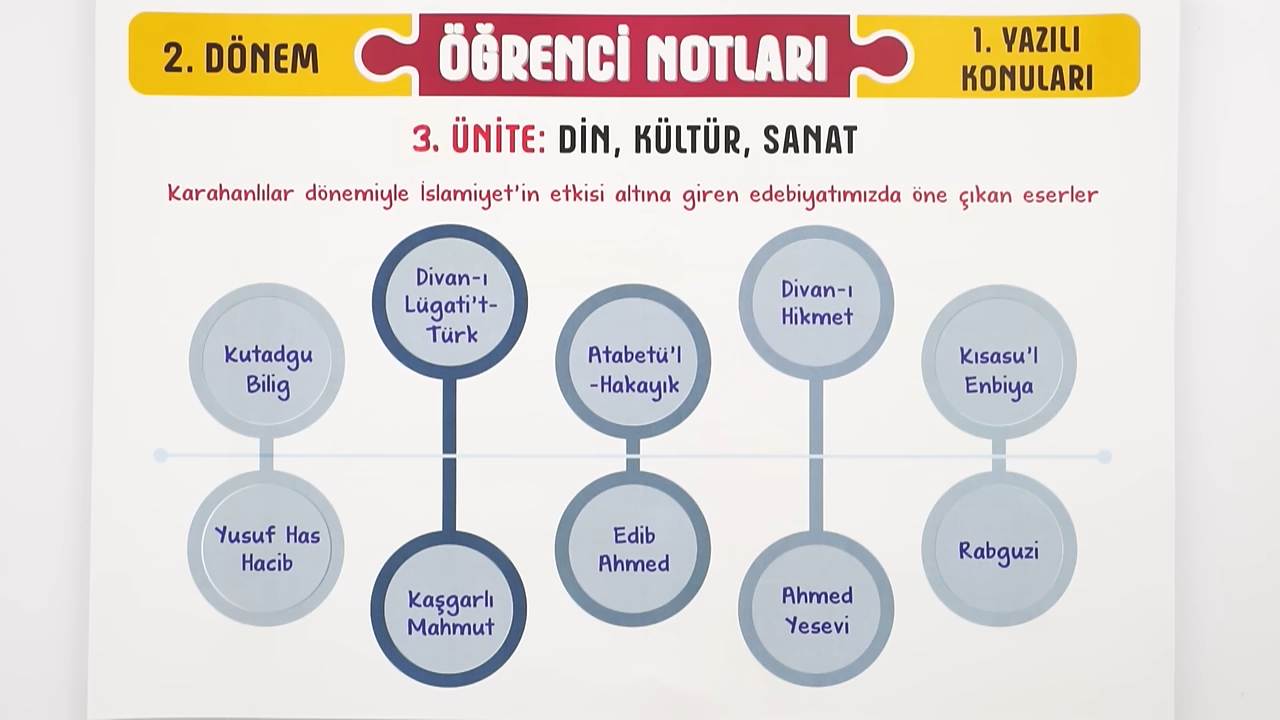 2. DÖNEM
ÖĞRENCİ NOTLARI
1. YAZILI
KONULARI
3. ÜNİTE: DİN, KÜLTÜR, SANAT
Karahanlılar dönemiyle İslamiyet'in etkisi altına giren edebiyatımızda öne çıkan eserler
Kutadgu
Bilig
Divan-ı
Lügati't-
Türk
Atabetü'l
-Hakayık
Divan-ı
Hikmet
Kısasu'l
Enbiya
Yusuf Has
Hacib
Kaşgarlı
Mahmut
Edib
Ahmed
Ahmed
Yesevi
Rabguzi